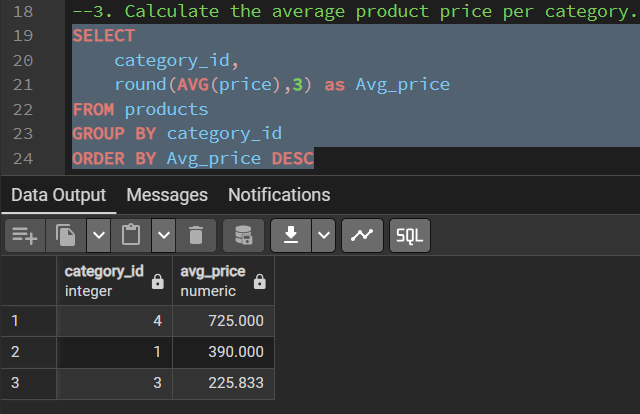 18 --3. Calculate the average product price per category.
19 SELECT
20 category_id,
21 round(AVG(price),3) as Avg_price
22 FROM products
23 GROUP BY category_id
24 ORDER BY Avg_price DESC
Data Output Messages Notifications
SQL
category_id avg_price
integer numeric
1 4 725.000
2 1 390.000
3 3 225.833